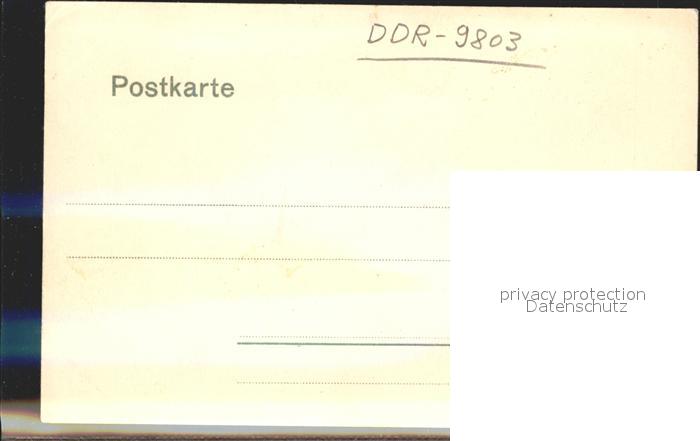 DDR-9803
Postkarte
privacy protection
Datenschutz